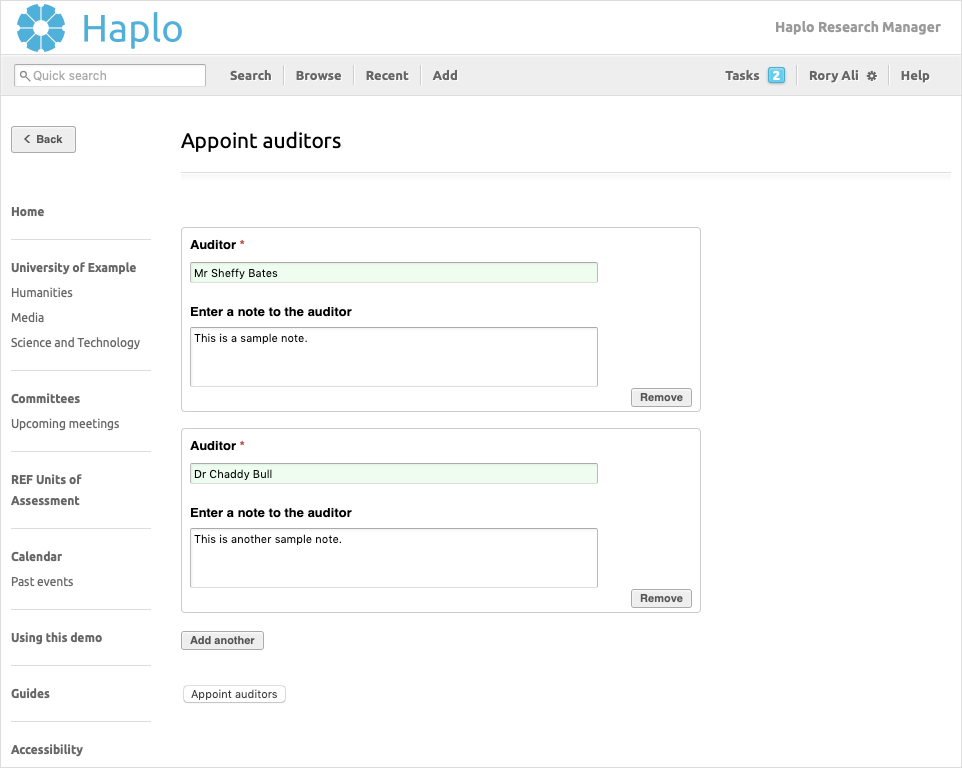 Haplo
Haplo Research Manager
Quick search
Search
Browse
Recent
Add
Tasks 2
Rory Ali
Help
Back
Appoint auditors
Home
University of Example
Humanities
Media
Science and Technology
Committees
Upcoming meetings
REF Units of
Assessment
Calendar
Past events
Using this demo
Guides
Accessibility
Auditor *
Mr Sheffy Bates
Enter a note to the auditor
This is a sample note.
Remove
Auditor *
Dr Chaddy Bull
Enter a note to the auditor
This is another sample note.
Remove
Add another
Appoint auditors